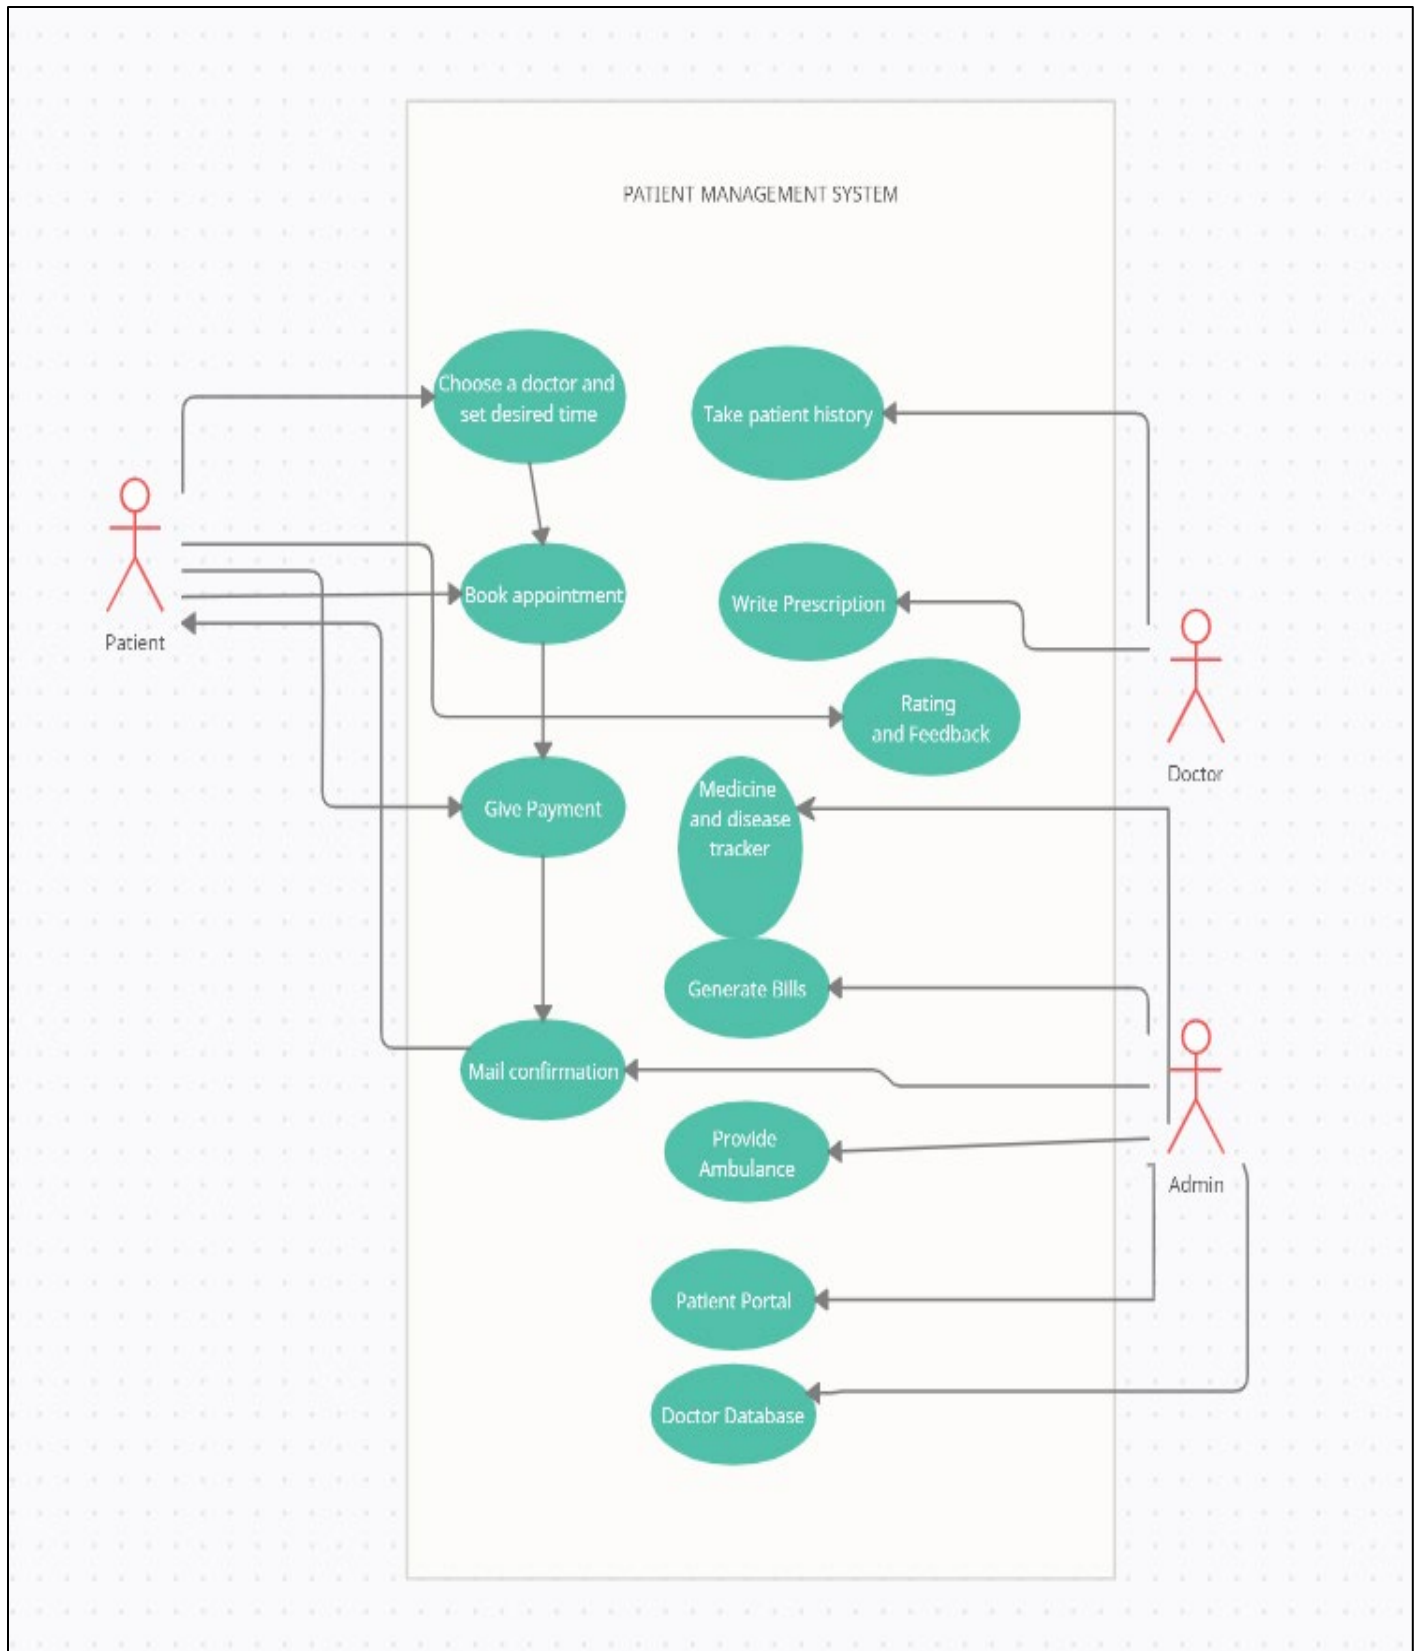 PATIENT MANAGEMENT SYSTEM
Choose a doctor and
set desired time
Take patient history
Book appointment
Write Prescription
Patient
Rating
and Feedback
Doctor
Medicine
and disease
tracker
Give Payment
Generate Bills
Mail confirmation
Provide
Ambulance
Admin
Patient Portal
Doctor Database